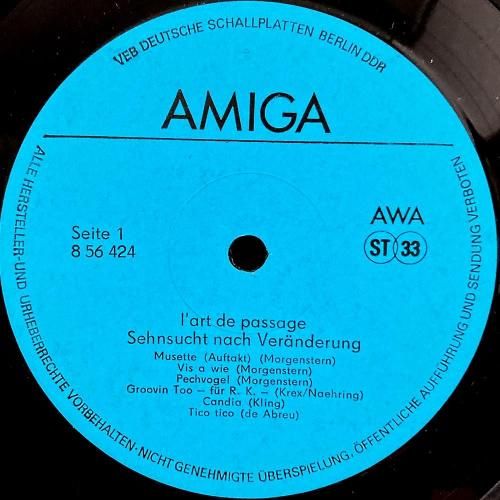 VEB DEUTSCHE SCHALLPLATTEN BERLIN DDR
AMIGA
AWA
Seite 1
8 56 424
ST 33
l'art de passage
Sehnsucht nach Veränderung
Musette (Auftakt) (Morgenstern)
Vis a wie (Morgenstern)
Pechvogel (Morgenstern)
Groovin Too – für R. K. – (Krex/Naehring)
Candia (Kling)
Tico tico (de Abreu)
ALLE HERSTELLER-UND URHEBERRECHTE VORBEHALTEN·NICHT GENEHMIGTE ÜBERSPIELUNG, ÖFFENTLICHE AUFFÜHRUNG UND SENDUNG VERBOTEN